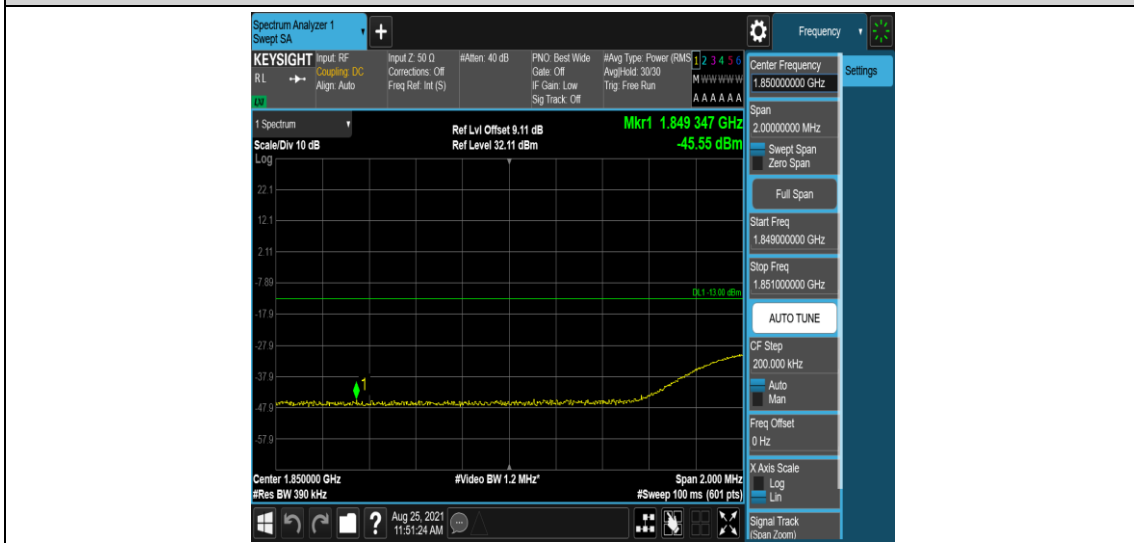 Spectrum Analyzer 1
Swept SA
+
Frequency
KEYSIGHT
RL
Input: RF
Coupling: DC
Align: Auto
Input Z: 50 Ω
Corrections: Off
Freq Ref: Int (S)
#Atten: 40 dB
PNO: Best Wide
Gate: Off
IF Gain: Low
Sig Track: Off
#Avg Type: Power (RMS
Avg|Hold: 30/30
Trig: Free Run
1 2 3 4 5 6
M W W W W W
A A A A A A
1 Spectrum
Scale/Div 10 dB
Ref Lvl Offset 9.11 dB
Ref Level 32.11 dBm
Mkr1 1.849 347 GHz
-45.55 dBm
Log
22.1
12.1
2.11
-7.89
DL1 -13.00 dBm
-17.9
-27.9
-37.9
1
-47.9
-57.9
Center 1.850000 GHz
#Video BW 1.2 MHz*
Span 2.000 MHz
#Res BW 390 kHz
#Sweep 100 ms (601 pts)
?
Aug 25, 2021
11:51:24 AM
Center Frequency
1.850000000 GHz
Settings
Span
2.00000000 MHz
Swept Span
Zero Span
Full Span
Start Freq
1.849000000 GHz
Stop Freq
1.851000000 GHz
AUTO TUNE
CF Step
200.000 kHz
Auto
Man
Freq Offset
0 Hz
X Axis Scale
Log
Lin
Signal Track
(Span Zoom)